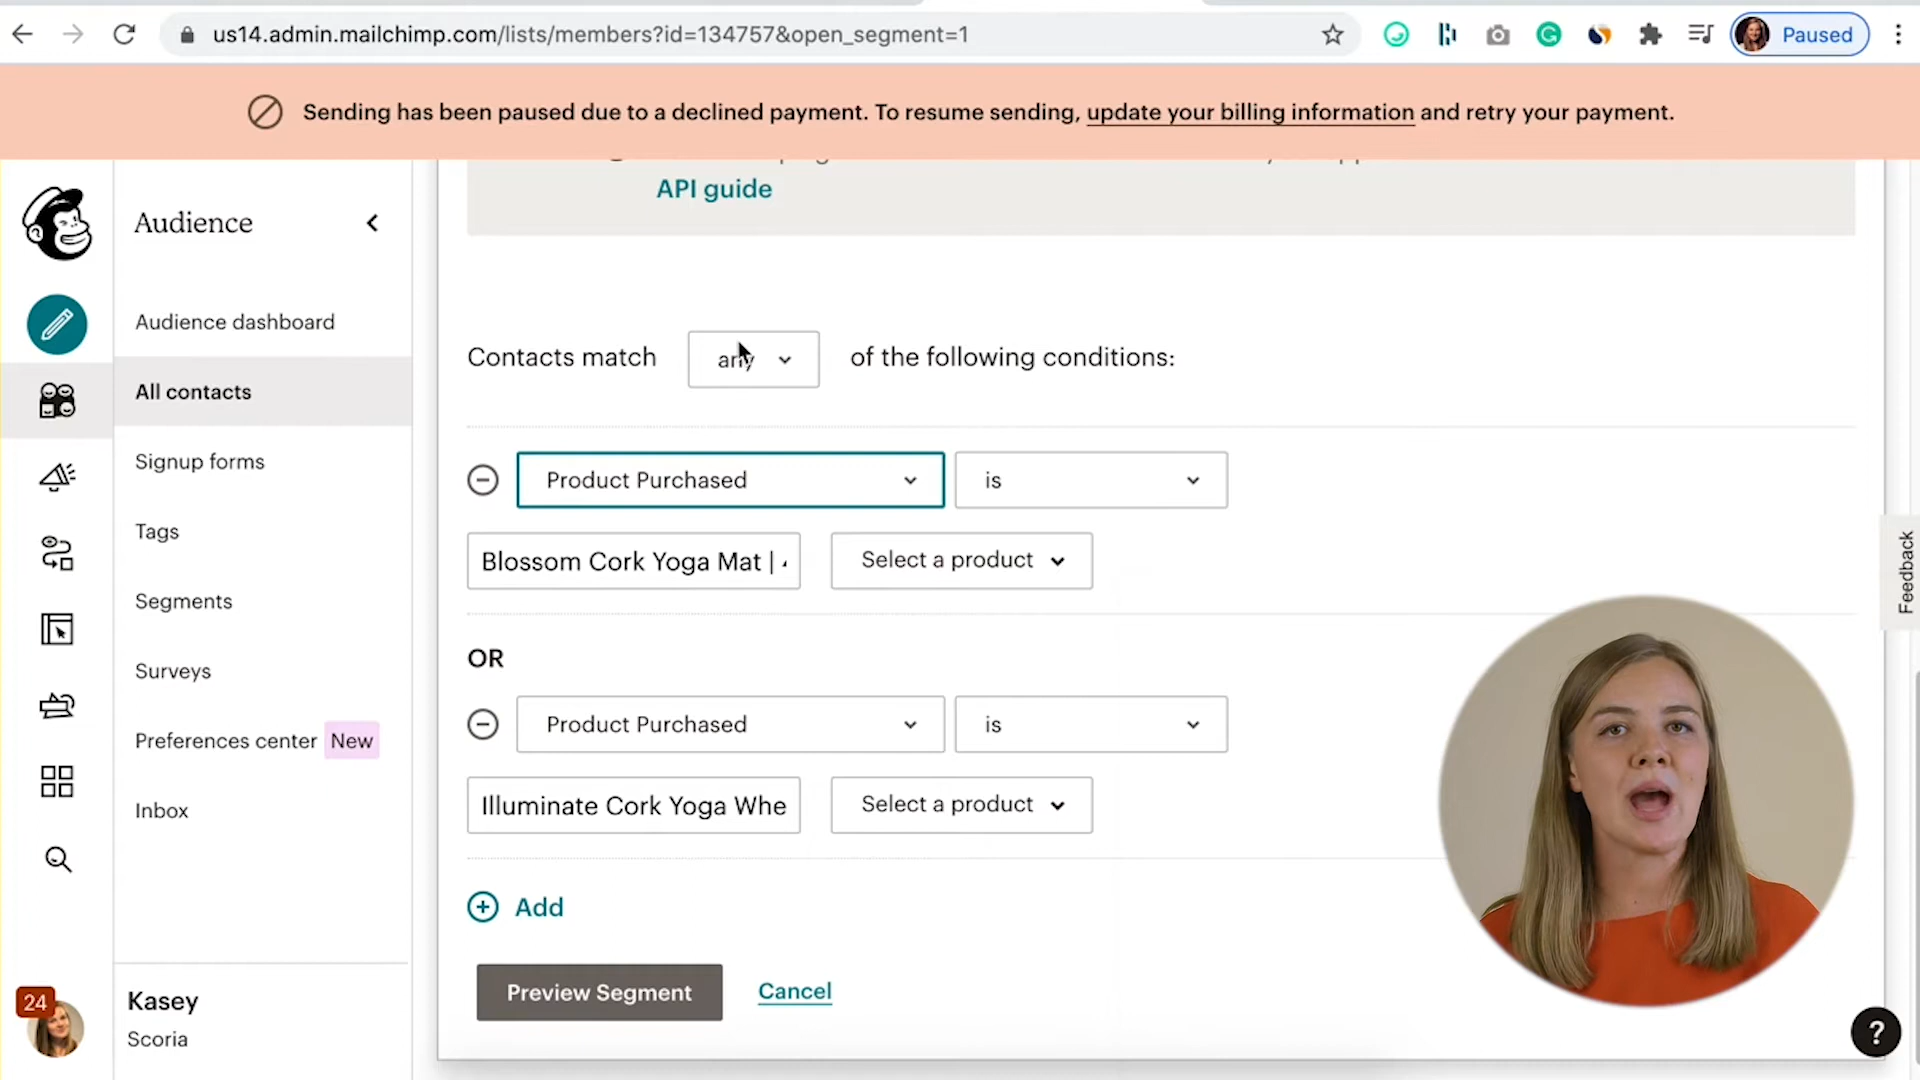 us14.admin.mailchimp.com/lists/members?id=134757&open_segment=1
Paused
Sending has been paused due to a declined payment. To resume sending, update your billing information and retry your payment.
API guide
Audience
Audience dashboard
All contacts
Signup forms
Tags
Segments
Surveys
Preferences center New
Inbox
24
Kasey
Scoria
Contacts match any of the following conditions:
Product Purchased is
Blossom Cork Yoga Mat | Select a product
OR
Product Purchased is
Illuminate Cork Yoga Whe Select a product
Add
Preview Segment Cancel
Feedback
?